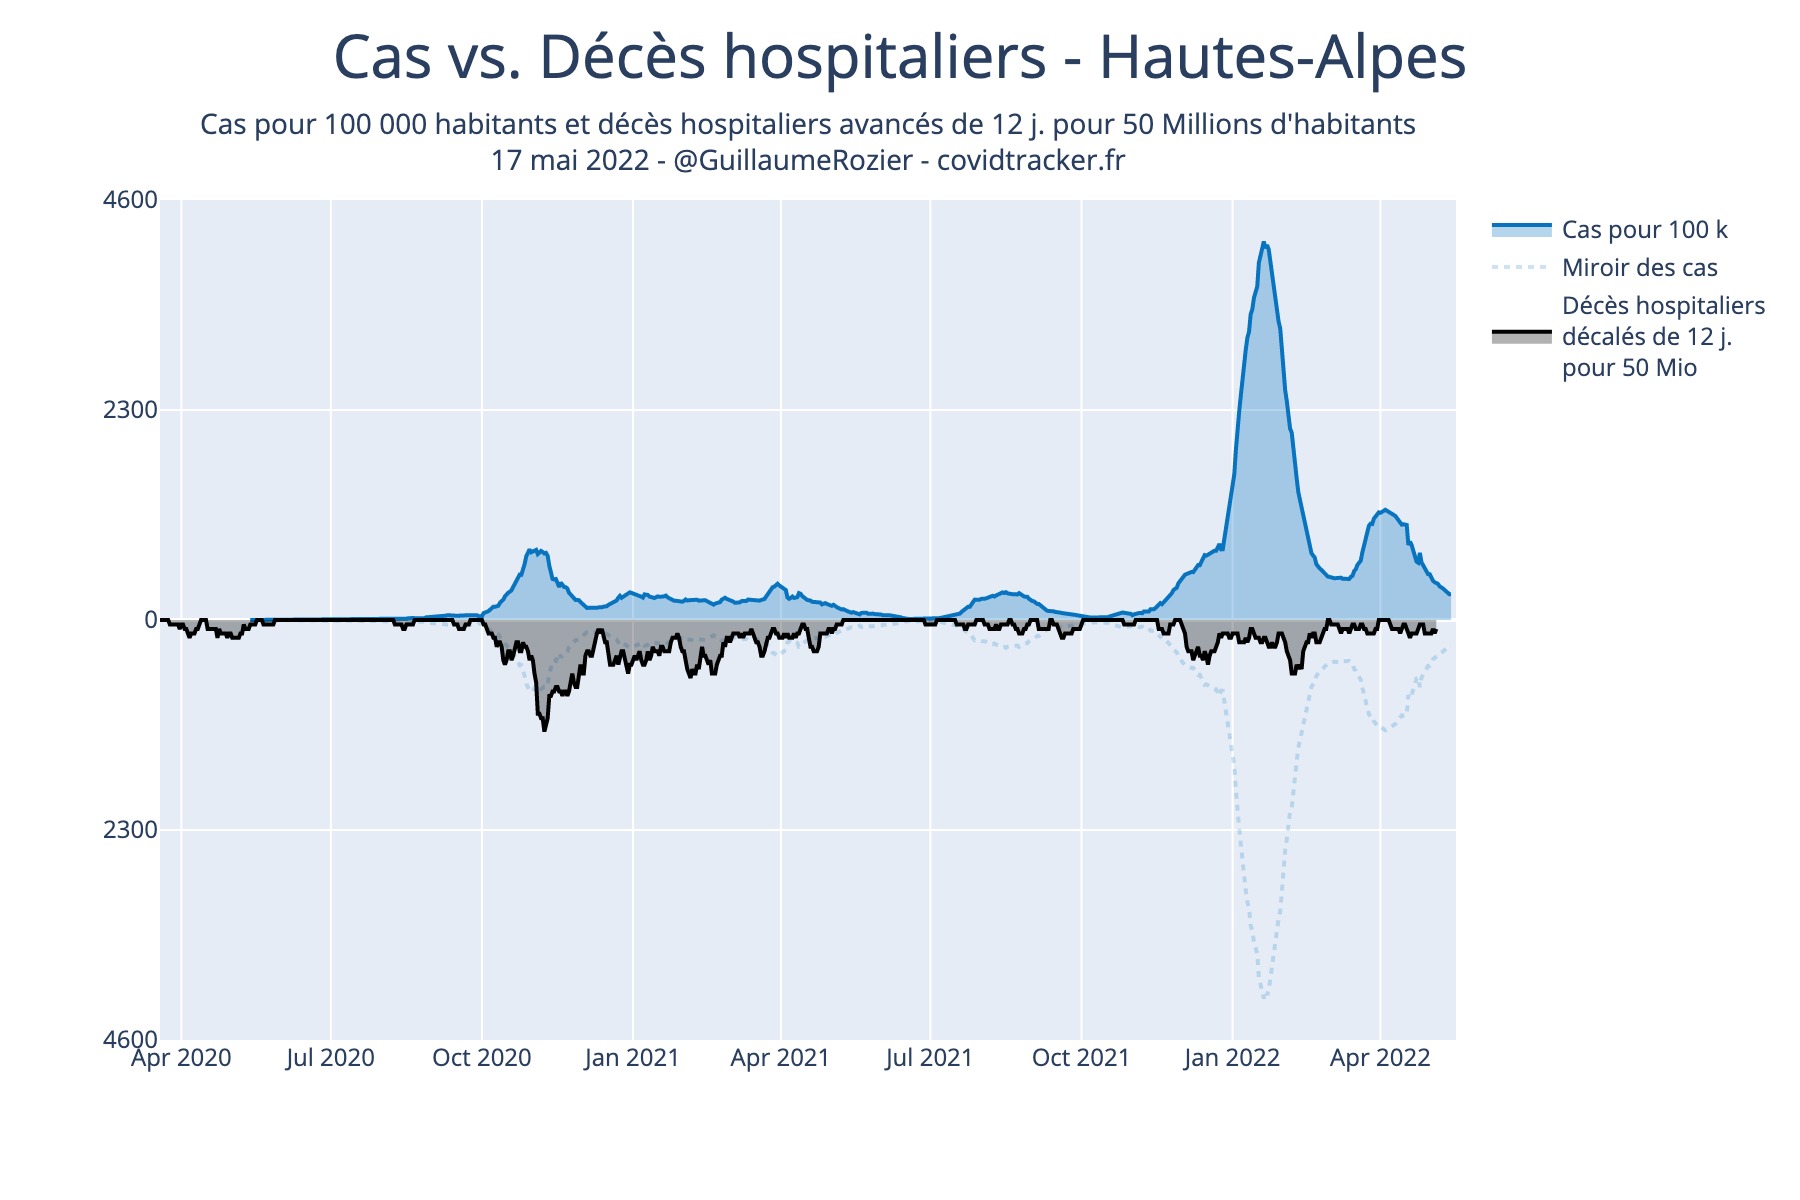 Cas vs. Décès hospitaliers - Hautes-Alpes
Cas pour 100 000 habitants et décès hospitaliers avancés de 12 j. pour 50 Millions d'habitants
17 mai 2022 - @GuillaumeRozier - covidtracker.fr
4600
2300
0
2300
4600
Apr 2020
Jul 2020
Oct 2020
Jan 2021
Apr 2021
Jul 2021
Oct 2021
Jan 2022
Apr 2022
Cas pour 100 k
Miroir des cas
Décès hospitaliers
décalés de 12 j.
pour 50 Mio